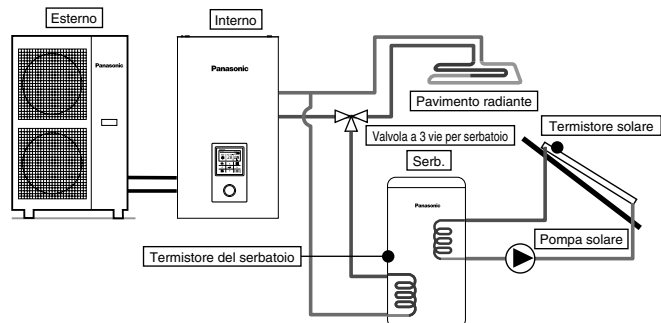 Esterno
Interno
Panasonic
Panasonic
Pavimento radiante
Termistore solare
Valvola a 3 vie per serbatoio
Serb.
Panasonic
Pompa solare
Termistore del serbatoio